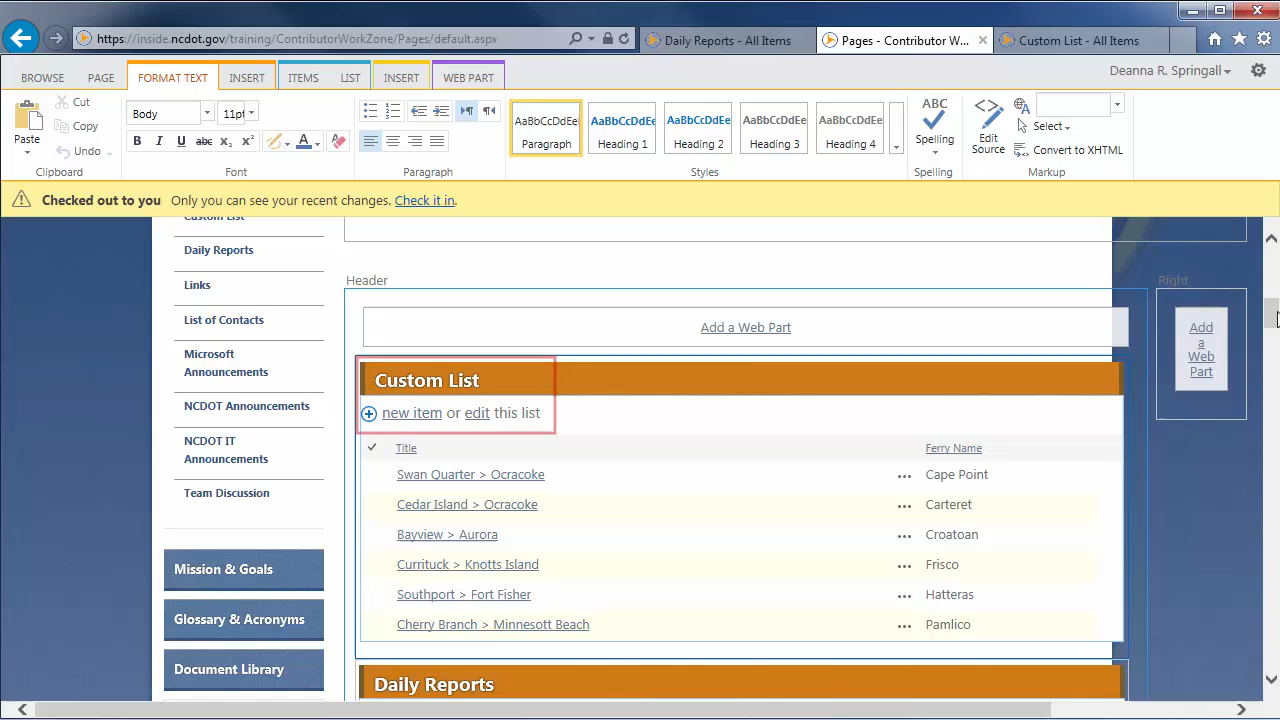 https://inside.ncdot.gov/training/ContributorWorkZone/Pages/default.aspx
Daily Reports - All Items
Pages - Contributor W...
Custom List - All Items
BROWSE PAGE FORMAT TEXT INSERT ITEMS LIST INSERT WEB PART
Deanna R. Springall
Paste
Cut
Copy
Undo
Clipboard
Body
11pt
B I U abc x² x₂
A
Font
Paragraph
AaBbCcDdEe
Paragraph
AaBbCcDdEe
Heading 1
AaBbCcDdEe
Heading 2
AaBbCcDdEe
Heading 3
AaBbCcDdEe
Heading 4
Styles
ABC
Spelling
Spelling
Edit
Source
Select
Convert to XHTML
Markup
Checked out to you Only you can see your recent changes. Check it in.
Custom List
Daily Reports
Links
List of Contacts
Microsoft
Announcements
NCDOT Announcements
NCDOT IT
Announcements
Team Discussion
Mission & Goals
Glossary & Acronyms
Document Library
Header
Add a Web Part
Custom List
new item or edit this list
Title Ferry Name
Swan Quarter > Ocracoke ... Cape Point
Cedar Island > Ocracoke ... Carteret
Bayview > Aurora ... Croatoan
Currituck > Knotts Island ... Frisco
Southport > Fort Fisher ... Hatteras
Cherry Branch > Minnesott Beach ... Pamlico
Daily Reports
Right
Add
a
Web
Part